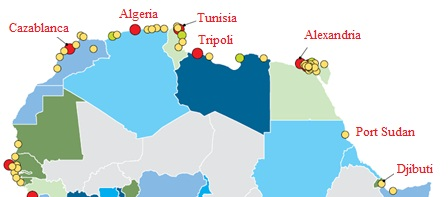 Algeria
Tunisia
Cazablanca
Tripoli
Alexandria
Port Sudan
Djibuti